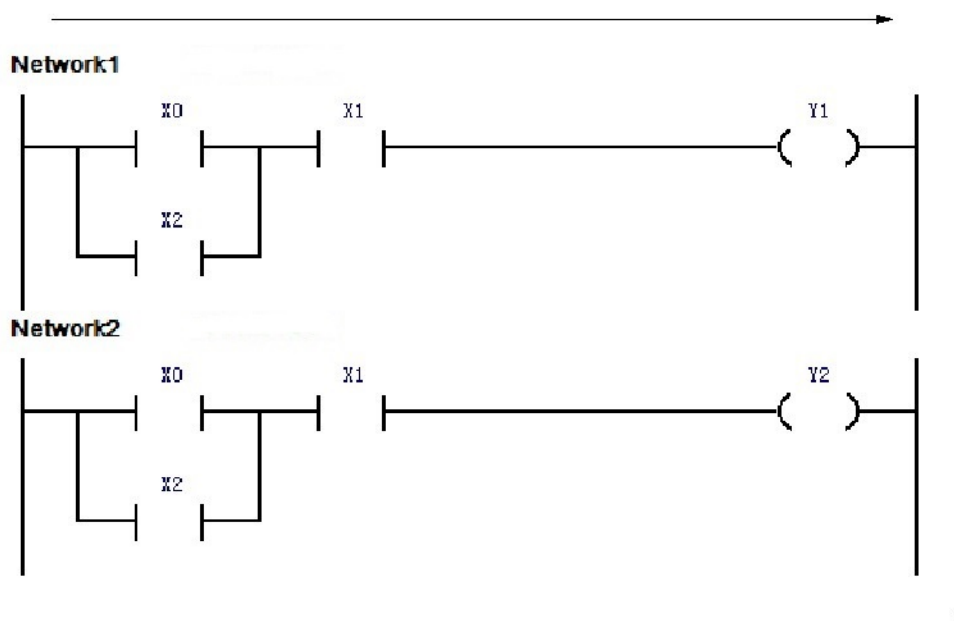 Network1
X0 X1 Y1
X2
Network2
X0 X1 Y2
X2